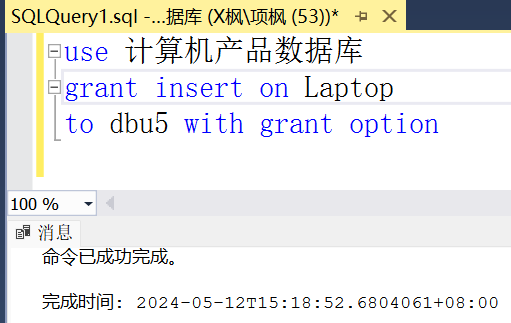 SQLQuery1.sql -...据库 (X枫\项枫 (53))*
use 计算机产品数据库
grant insert on Laptop
to dbu5 with grant option
100 %
消息
命令已成功完成。
完成时间: 2024-05-12T15:18:52.6804061+08:00